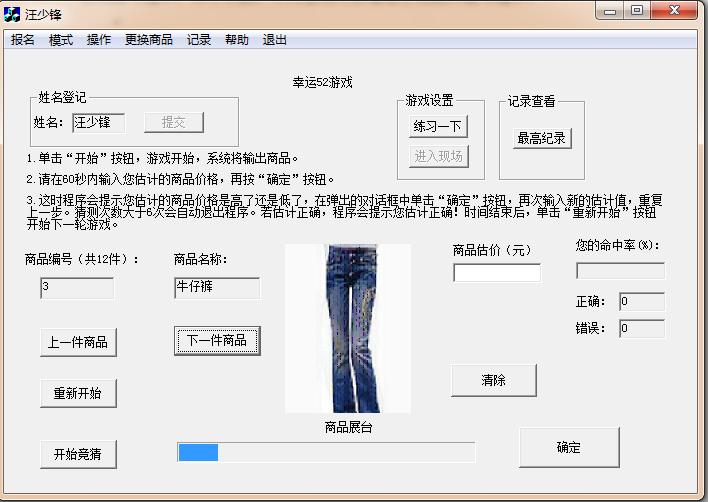 汪少锋
报名 模式 操作 更换商品 记录 帮助 退出
幸运52游戏
姓名登记
姓名: 汪少锋 提交
游戏设置
练习一下
进入现场
记录查看
最高纪录
1.单击“开始”按钮，游戏开始，系统将输出商品。
2.请在60秒内输入您估计的商品价格，再按“确定”按钮。
3.这时程序会提示您估计的商品价格是高了还是低了，在弹出的对话框中单击“确定”按钮，再次输入新的估计值，重复
上一步。猜测次数大于6次会自动退出程序。若估计正确，程序会提示您估计正确！时间结束后，单击“重新开始”按钮
开始下一轮游戏。
商品编号（共12件）：
3
商品名称:
牛仔裤
商品估价（元）
您的命中率(%):
正确: 0
错误: 0
上一件商品
下一件商品
重新开始
清除
商品展台
开始竞猜
确定